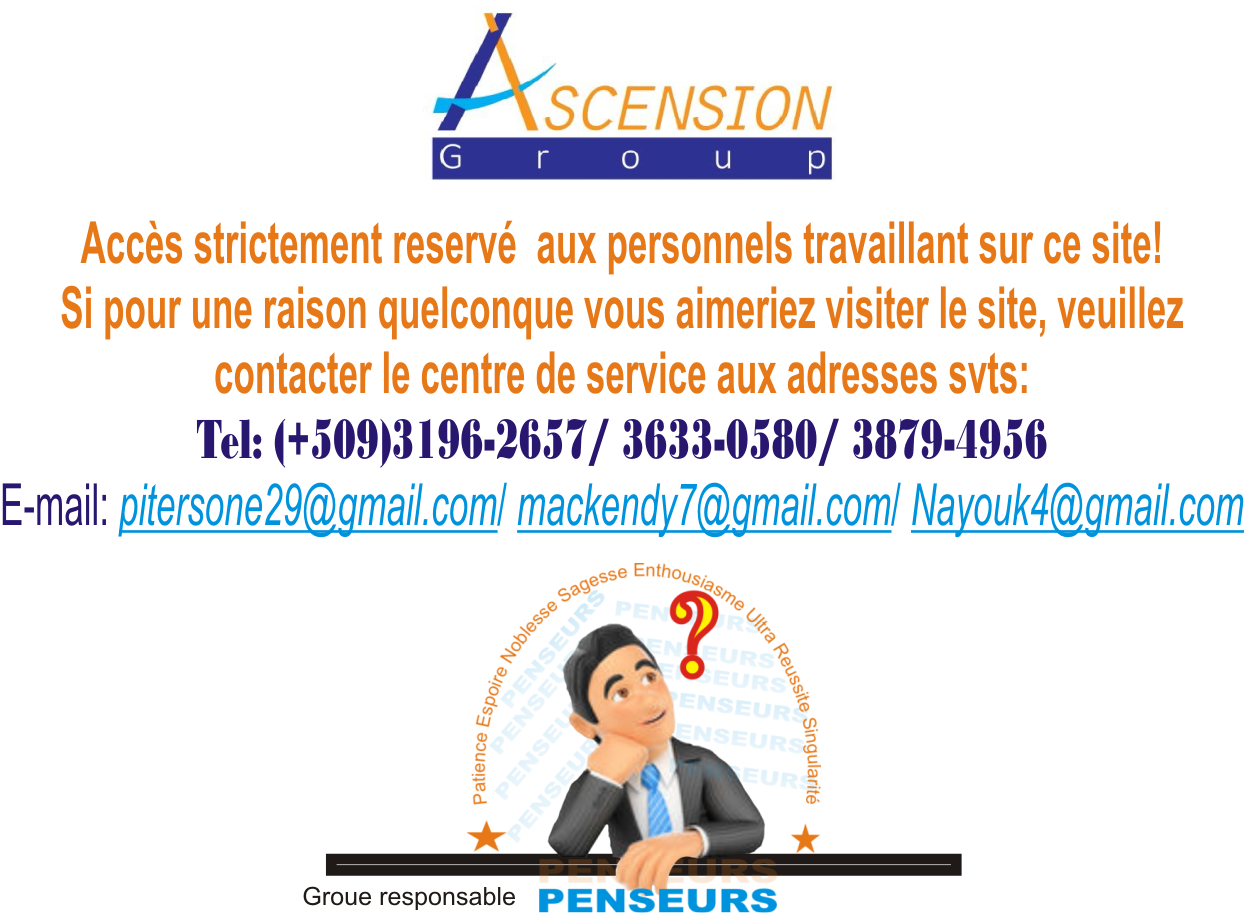 ASCENSION
Group
Accès strictement reservé aux personnels travaillant sur ce site!
Si pour une raison quelconque vous aimeriez visiter le site, veuillez
contacter le centre de service aux adresses svts:
Tel: (+509)3196-2657/ 3633-0580/ 3879-4956
E-mail: pitersone29@gmail.com/ mackendy7@gmail.com/ Nayouk4@gmail.com
Patience Espoire Noblesse Sagesse Enthousiasme Ultra Reussite Singularité
PENSEURS
PENSEURS
PENSEURS
PENSEURS
PENSEURS
PENSEURS
PENSEURS
PENSEURS
PENSEURS
PENSEURS
PENSEURS
Groue responsable
PENSEURS